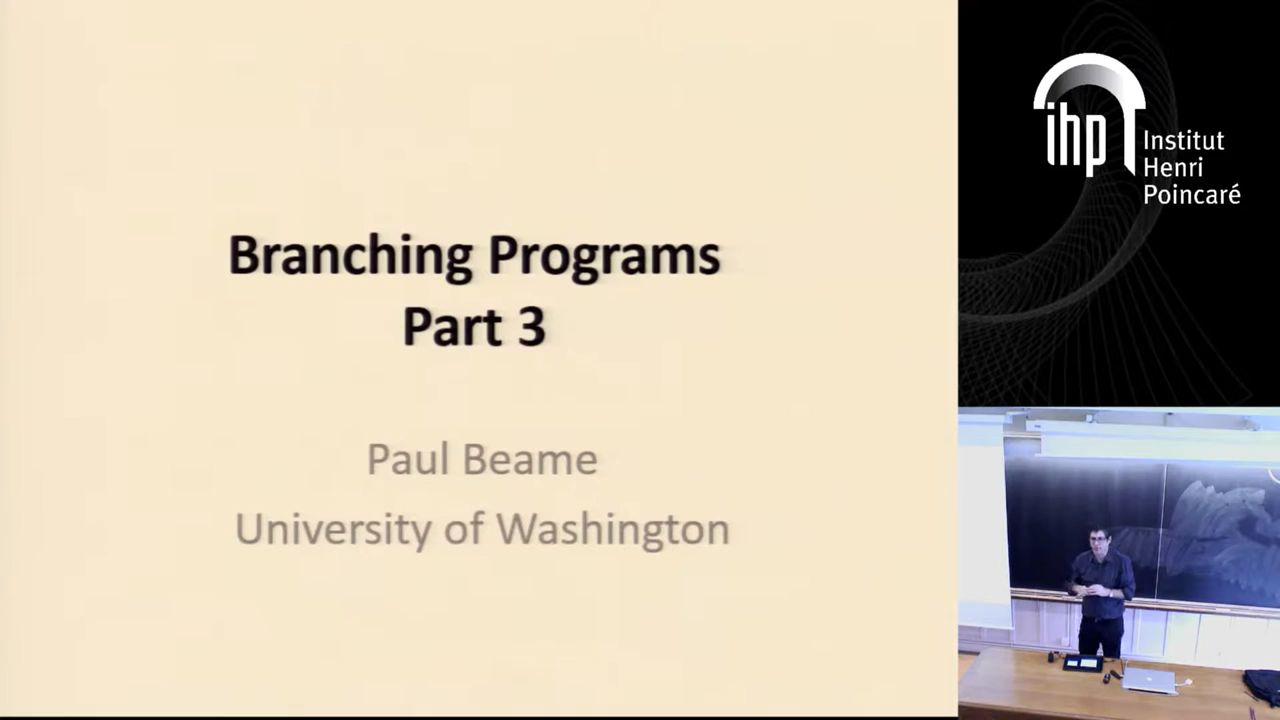 Branching Programs
Part 3
Paul Beame
University of Washington
ihp
Institut
Henri
Poincaré